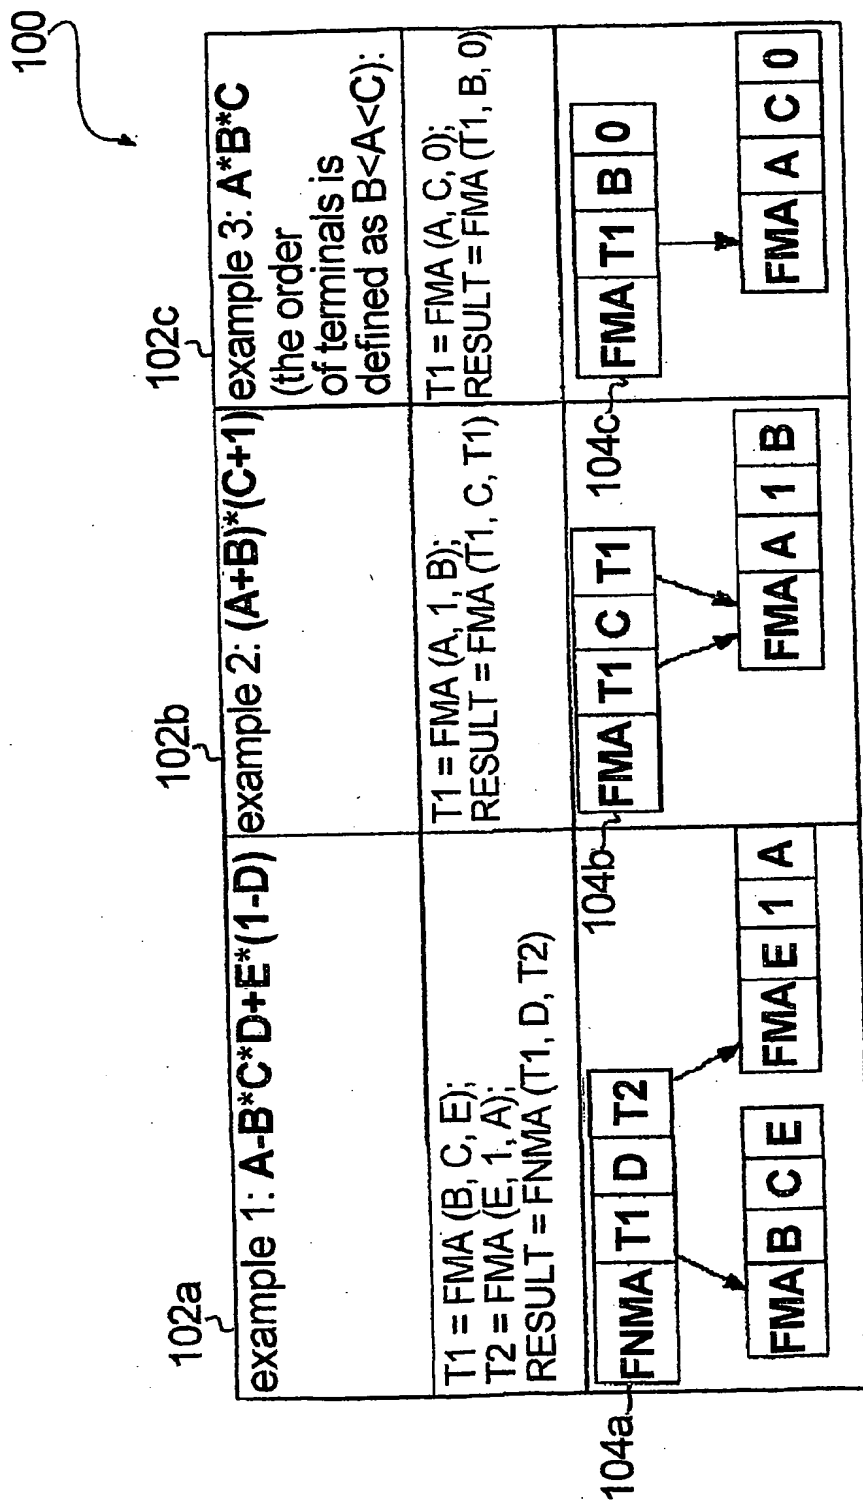 100
102a
102b
102c
example 1: A-B*C*D+E*(1-D)
example 2: (A+B)*(C+1)
example 3: A*B*C
(the order
of terminals is
defined as B<A<C):
T1 = FMA (B, C, E);
T2 = FMA (E, 1, A);
RESULT = FNMA (T1, D, T2)
T1 = FMA (A, 1, B);
RESULT = FMA (T1, C, T1)
T1 = FMA (A, C, 0);
RESULT = FMA (T1, B, 0)
104a
FNMA T1 D T2
FMA B C E
FMA E 1 A
104b
FMA T1 C T1
FMA A 1 B
104c
FMA T1 B 0
FMA A C 0